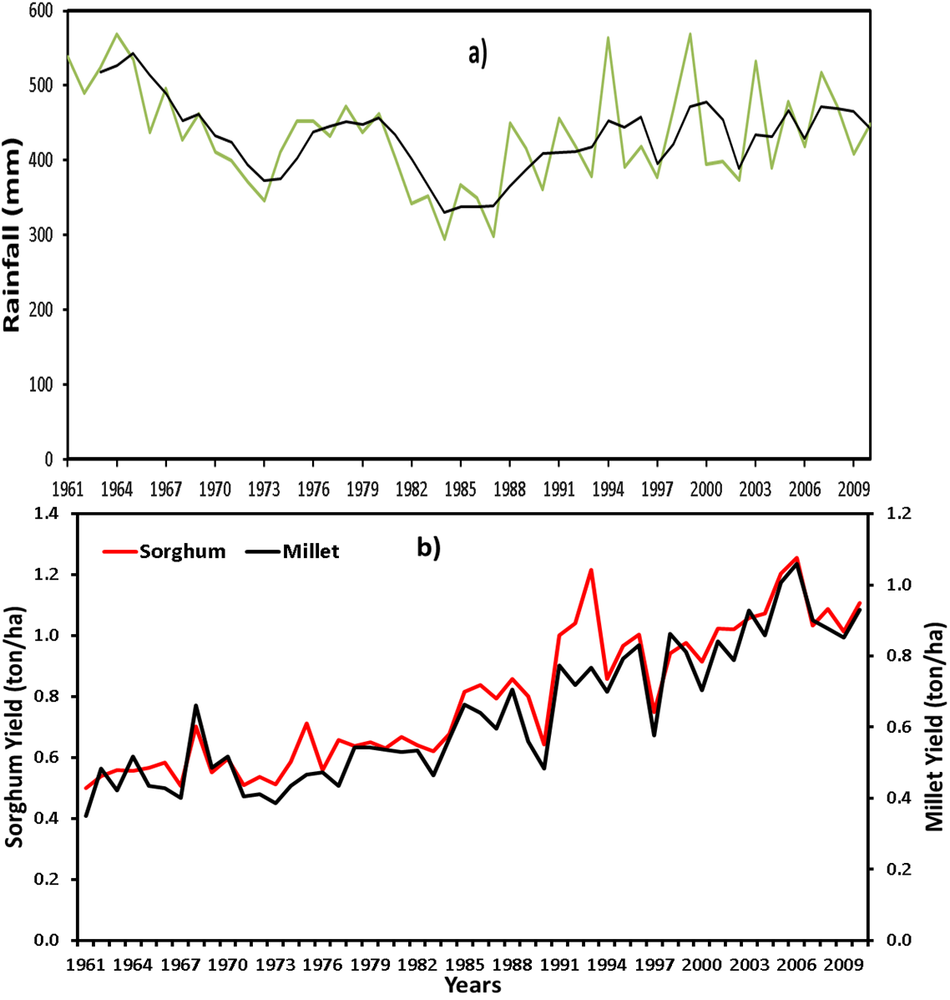 a)
Rainfall (mm)
600
500
400
300
200
100
0
1961 1964 1967 1970 1973 1976 1979 1982 1985 1988 1991 1994 1997 2000 2003 2006 2009
b)
Sorghum Millet
Sorghum Yield (ton/ha)
1.4
1.2
1.0
0.8
0.6
0.4
0.2
0.0
Millet Yield (ton/ha)
1.2
1.0
0.8
0.6
0.4
0.2
0.0
1961 1964 1967 1970 1973 1976 1979 1982 1985 1988 1991 1994 1997 2000 2003 2006 2009
Years